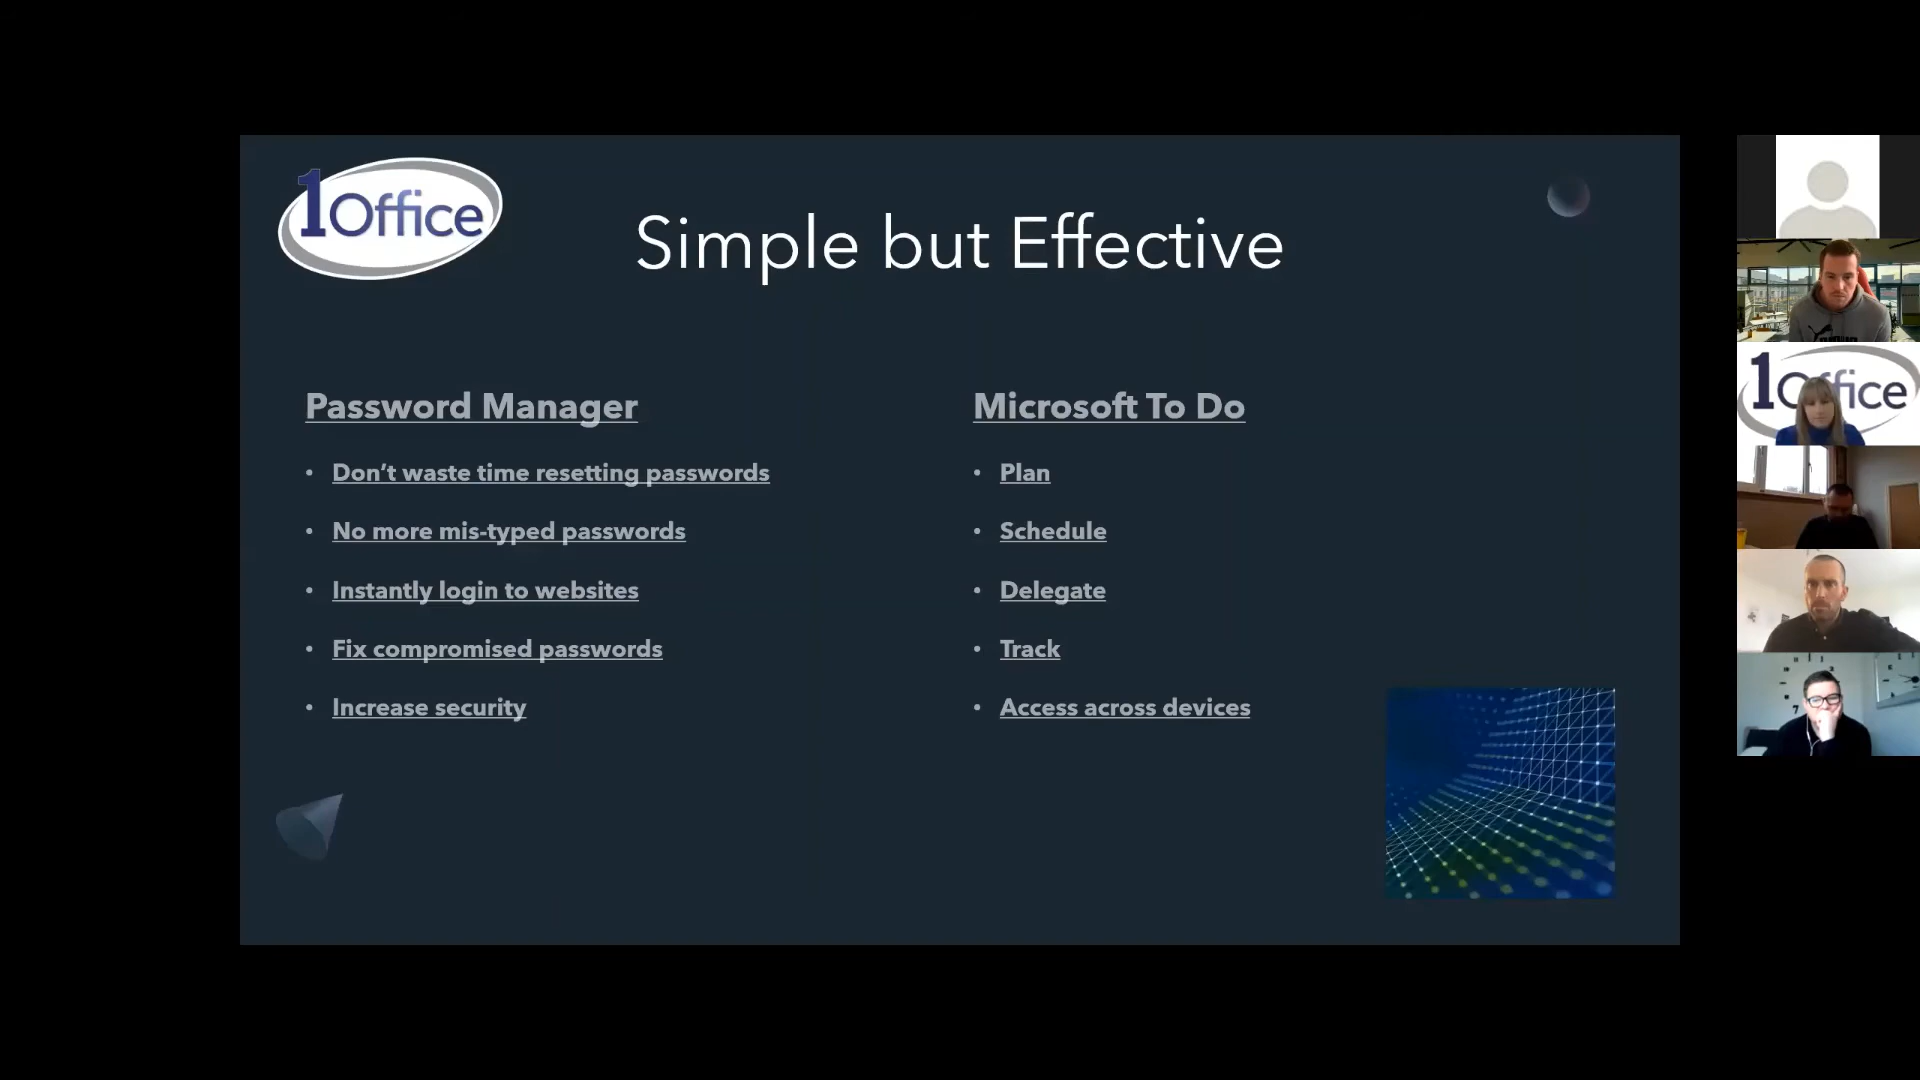 1Office
Simple but Effective
Password Manager
• Don’t waste time resetting passwords
• No more mis-typed passwords
• Instantly login to websites
• Fix compromised passwords
• Increase security
Microsoft To Do
• Plan
• Schedule
• Delegate
• Track
• Access across devices
1Office